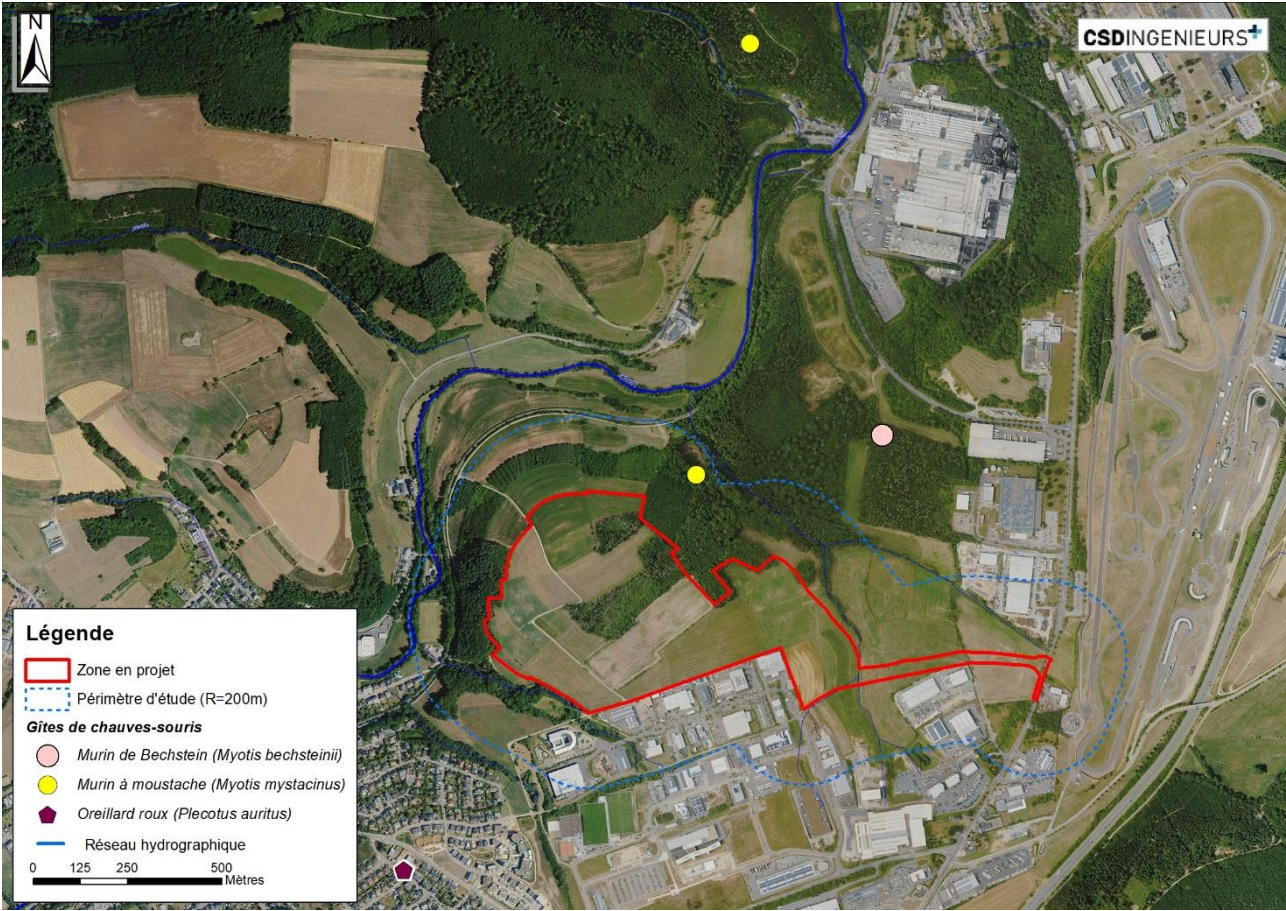 N
CSDINGENIEURS+
Légende
Zone en projet
Périmètre d'étude (R=200m)
Gîtes de chauves-souris
Murin de Bechstein (Myotis bechsteinii)
Murin à moustache (Myotis mystacinus)
Oreillard roux (Plecotus auritus)
Réseau hydrographique
0 125 250 500
Mètres